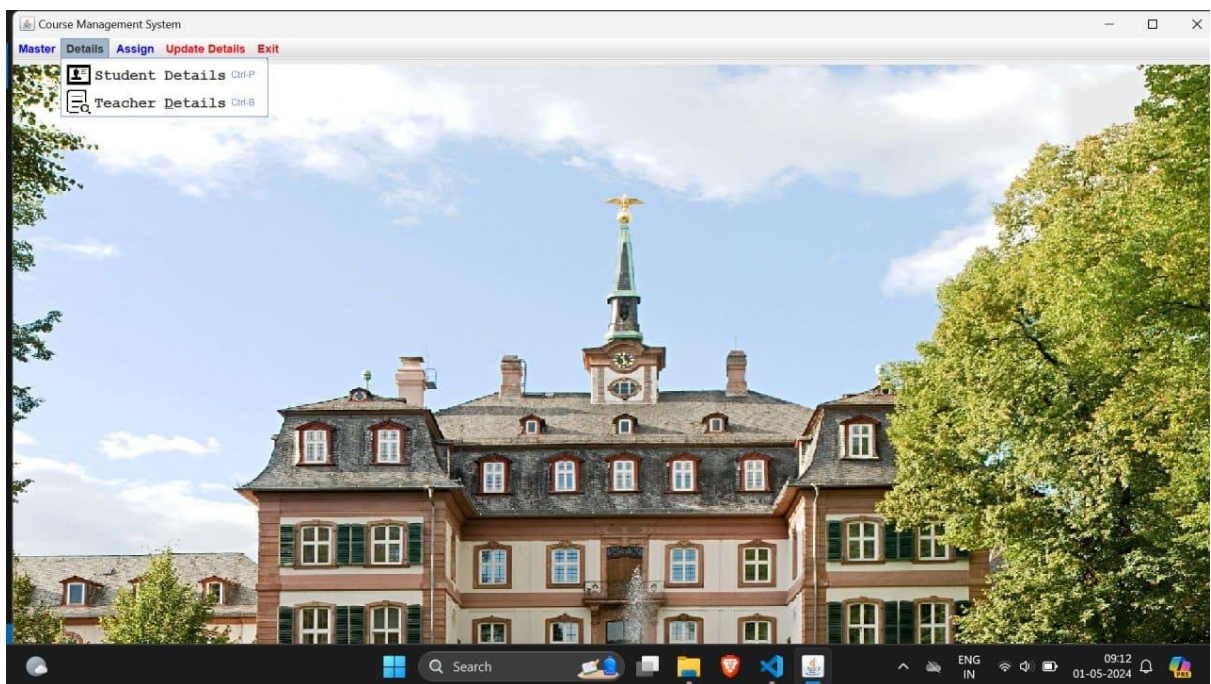 Course Management System
Master Details Assign Update Details Exit
Student Details Ctrl-P
Teacher Details Ctrl-B
Search
ENG
IN
09:12
01-05-2024
PRE